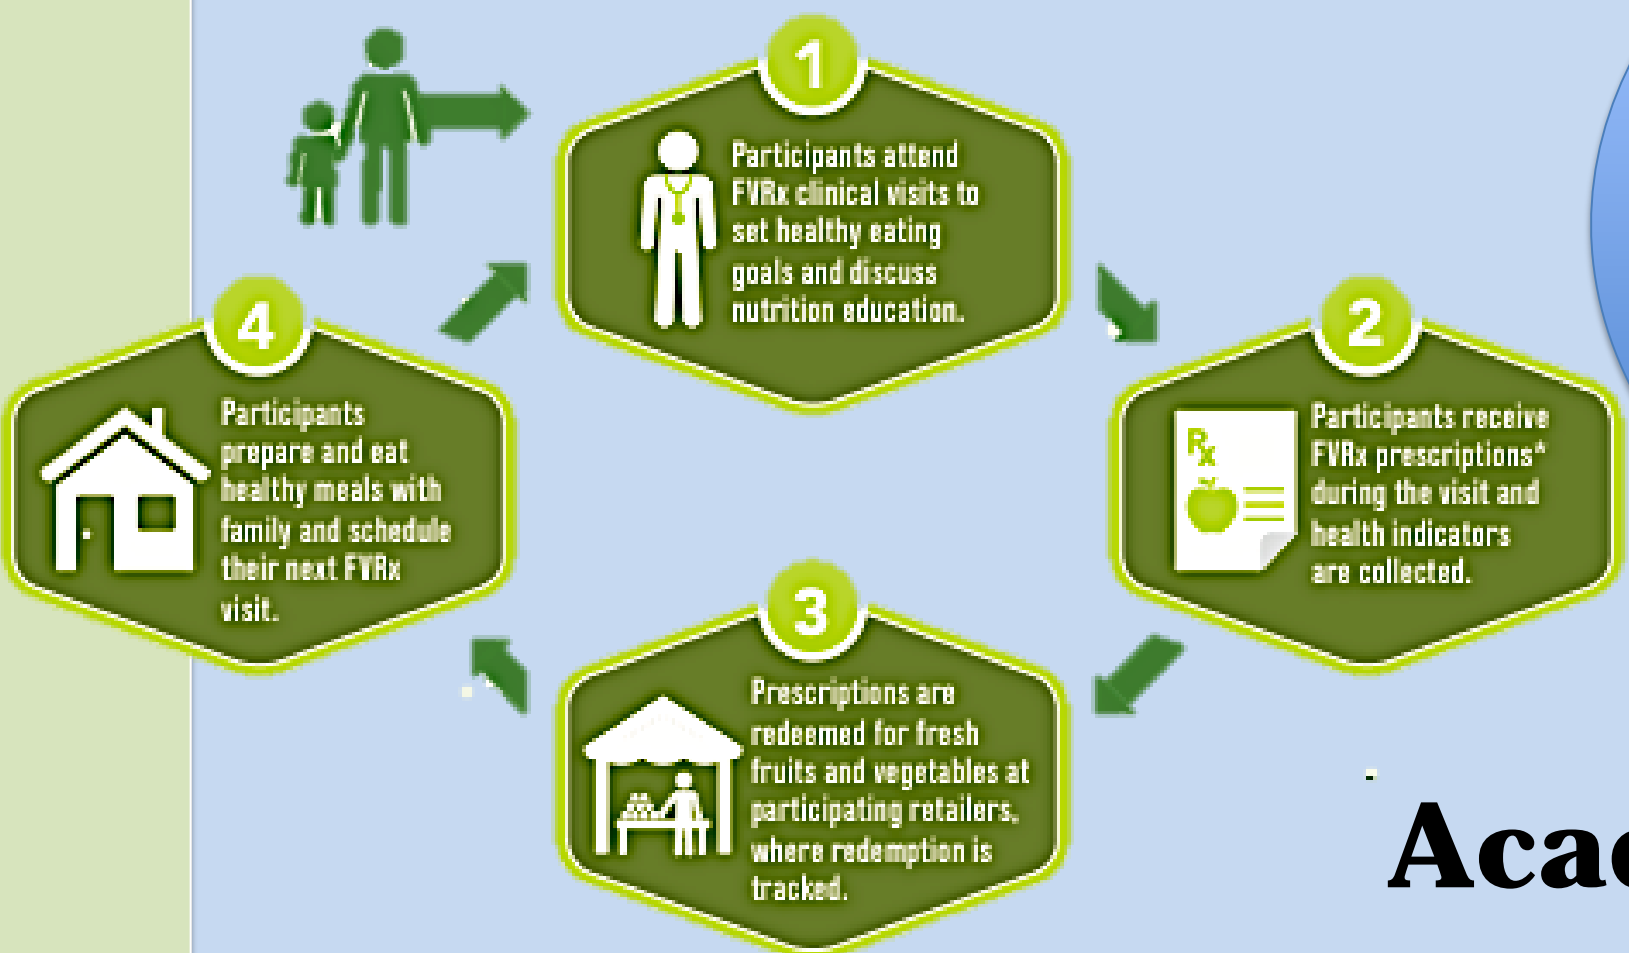 1
Participants attend
FVRx clinical visits to
set healthy eating
goals and discuss
nutrition education.
2
Rx
Participants receive
FVRx prescriptions*
during the visit and
health indicators
are collected.
3
Prescriptions are
redeemed for fresh
fruits and vegetables at
participating retailers,
where redemption is
tracked.
4
Participants
prepare and eat
healthy meals with
family and schedule
their next FVRx
visit.